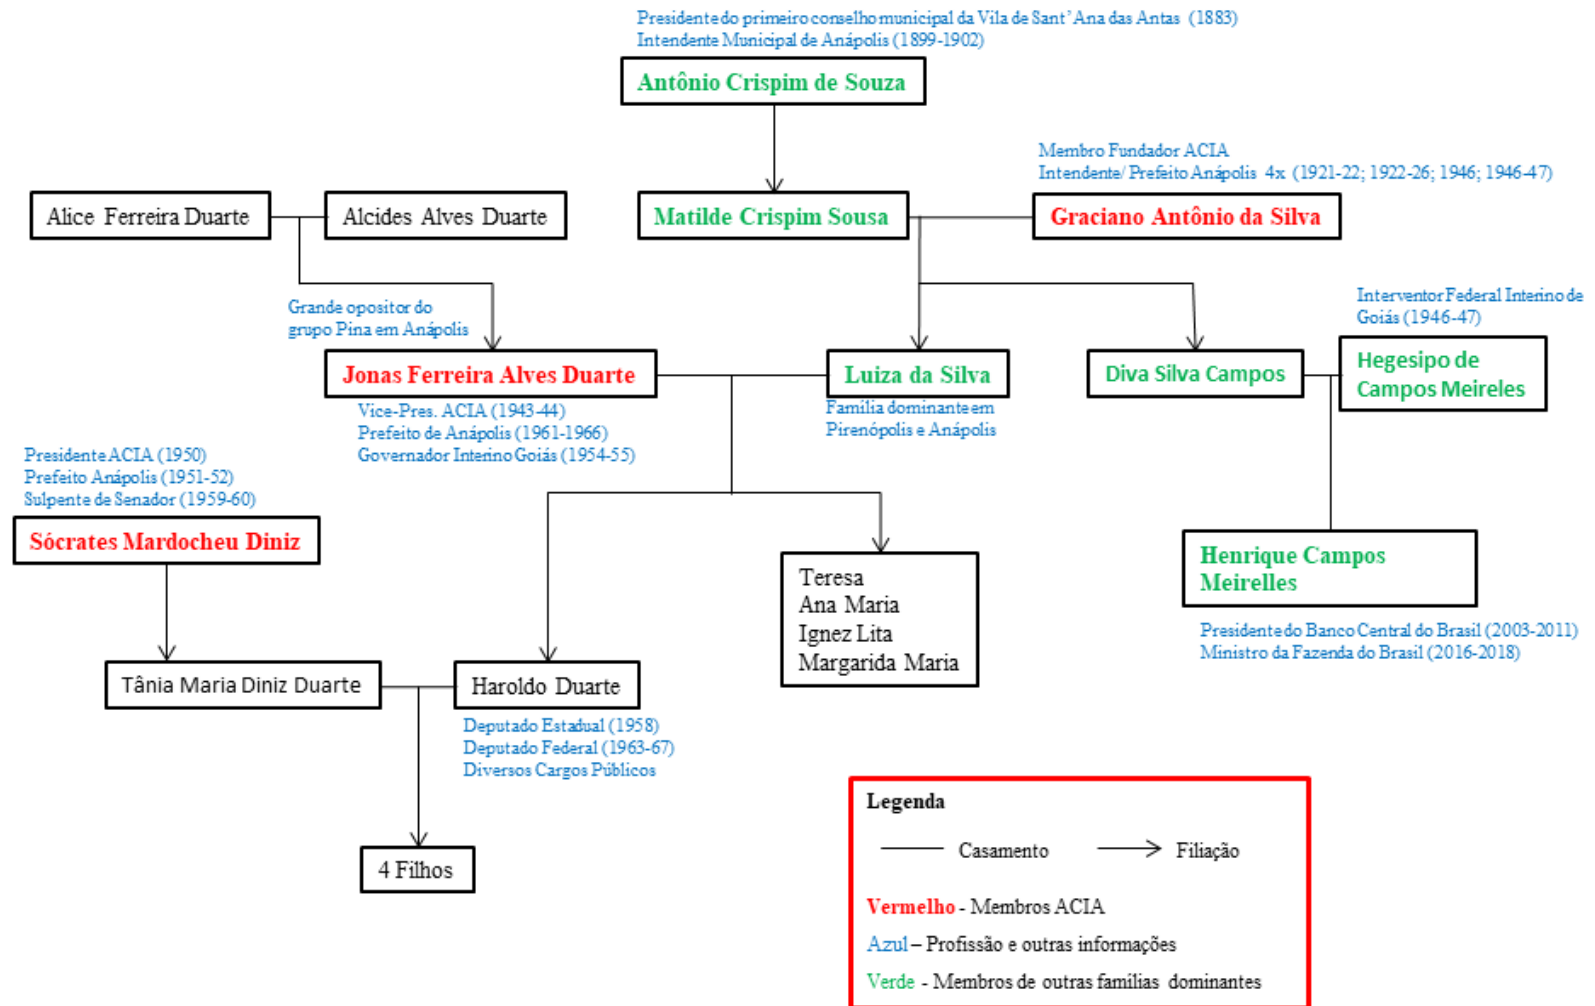 Presidente do primeiro conselho municipal da Vila de Sant'Ana das Antas (1883)
Intendente Municipal de Anápolis (1899-1902)
Antônio Crispim de Souza
Membro Fundador ACIA
Intendente/ Prefeito Anápolis 4x (1921-22; 1922-26; 1946; 1946-47)
Alice Ferreira Duarte
Alcides Alves Duarte
Matilde Crispim Sousa
Graciano Antônio da Silva
Grande opositor do
grupo Pina em Anápolis
Interventor Federal Interino de
Goiás (1946-47)
Jonas Ferreira Alves Duarte
Luiza da Silva
Diva Silva Campos
Hegesipo de
Campos Meireles
Vice-Pres. ACIA (1943-44)
Prefeito de Anápolis (1961-1966)
Governador Interino Goiás (1954-55)
Família dominante em
Pirenópolis e Anápolis
Presidente ACIA (1950)
Prefeito Anápolis (1951-52)
Sulpente de Senador (1959-60)
Sócrates Mardocheu Diniz
Teresa
Ana Maria
Ignez Lita
Margarida Maria
Henrique Campos
Meirelles
Presidente do Banco Central do Brasil (2003-2011)
Ministro da Fazenda do Brasil (2016-2018)
Tânia Maria Diniz Duarte
Haroldo Duarte
Deputado Estadual (1958)
Deputado Federal (1963-67)
Diversos Cargos Públicos
4 Filhos
Legenda
Casamento
Filiação
Vermelho - Membros ACIA
Azul – Profissão e outras informações
Verde - Membros de outras famílias dominantes